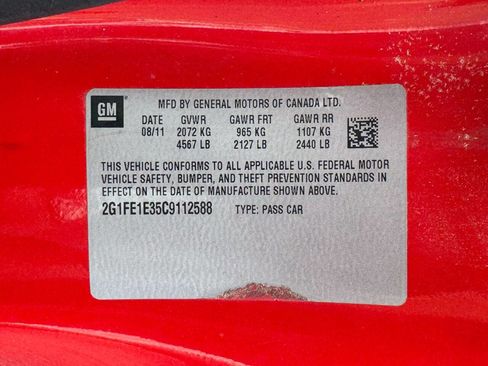 GM
MFD BY GENERAL MOTORS OF CANADA LTD.
DATE GVWR GAWR FRT GAWR RR
08/11 2072 KG 965 KG 1107 KG
4567 LB 2127 LB 2440 LB
THIS VEHICLE CONFORMS TO ALL APPLICABLE U.S. FEDERAL MOTOR
VEHICLE SAFETY, BUMPER, AND THEFT PREVENTION STANDARDS IN
EFFECT ON THE DATE OF MANUFACTURE SHOWN ABOVE.
2G1FE1E35C9112588 TYPE: PASS CAR